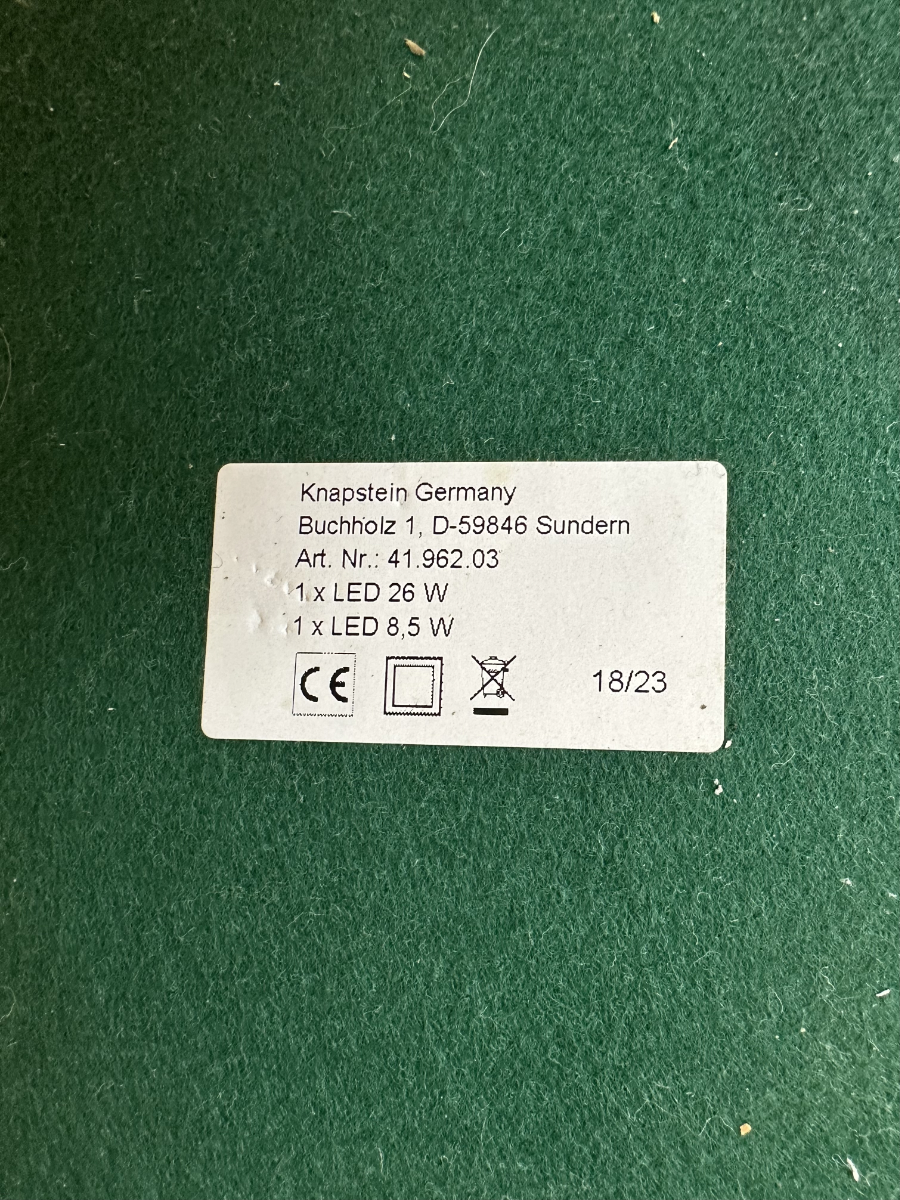 Knapstein Germany
Buchholz 1, D-59846 Sundern
Art. Nr.: 41.962.03
1 x LED 26 W
1 x LED 8,5 W
CE
18/23